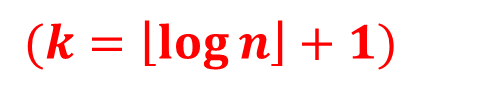 (k = ⌊log n⌋ + 1)